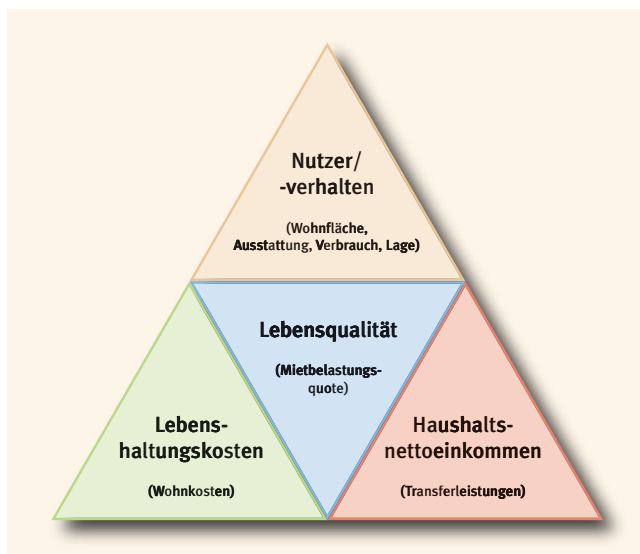 Nutzer/
-verhalten
(Wohnfläche,
Ausstattung, Verbrauch, Lage)
Lebensqualität
(Mietbelastungs-
quote)
Lebens-
haltungskosten
(Wohnkosten)
Haushalts-
nettoeinkommen
(Transferleistungen)